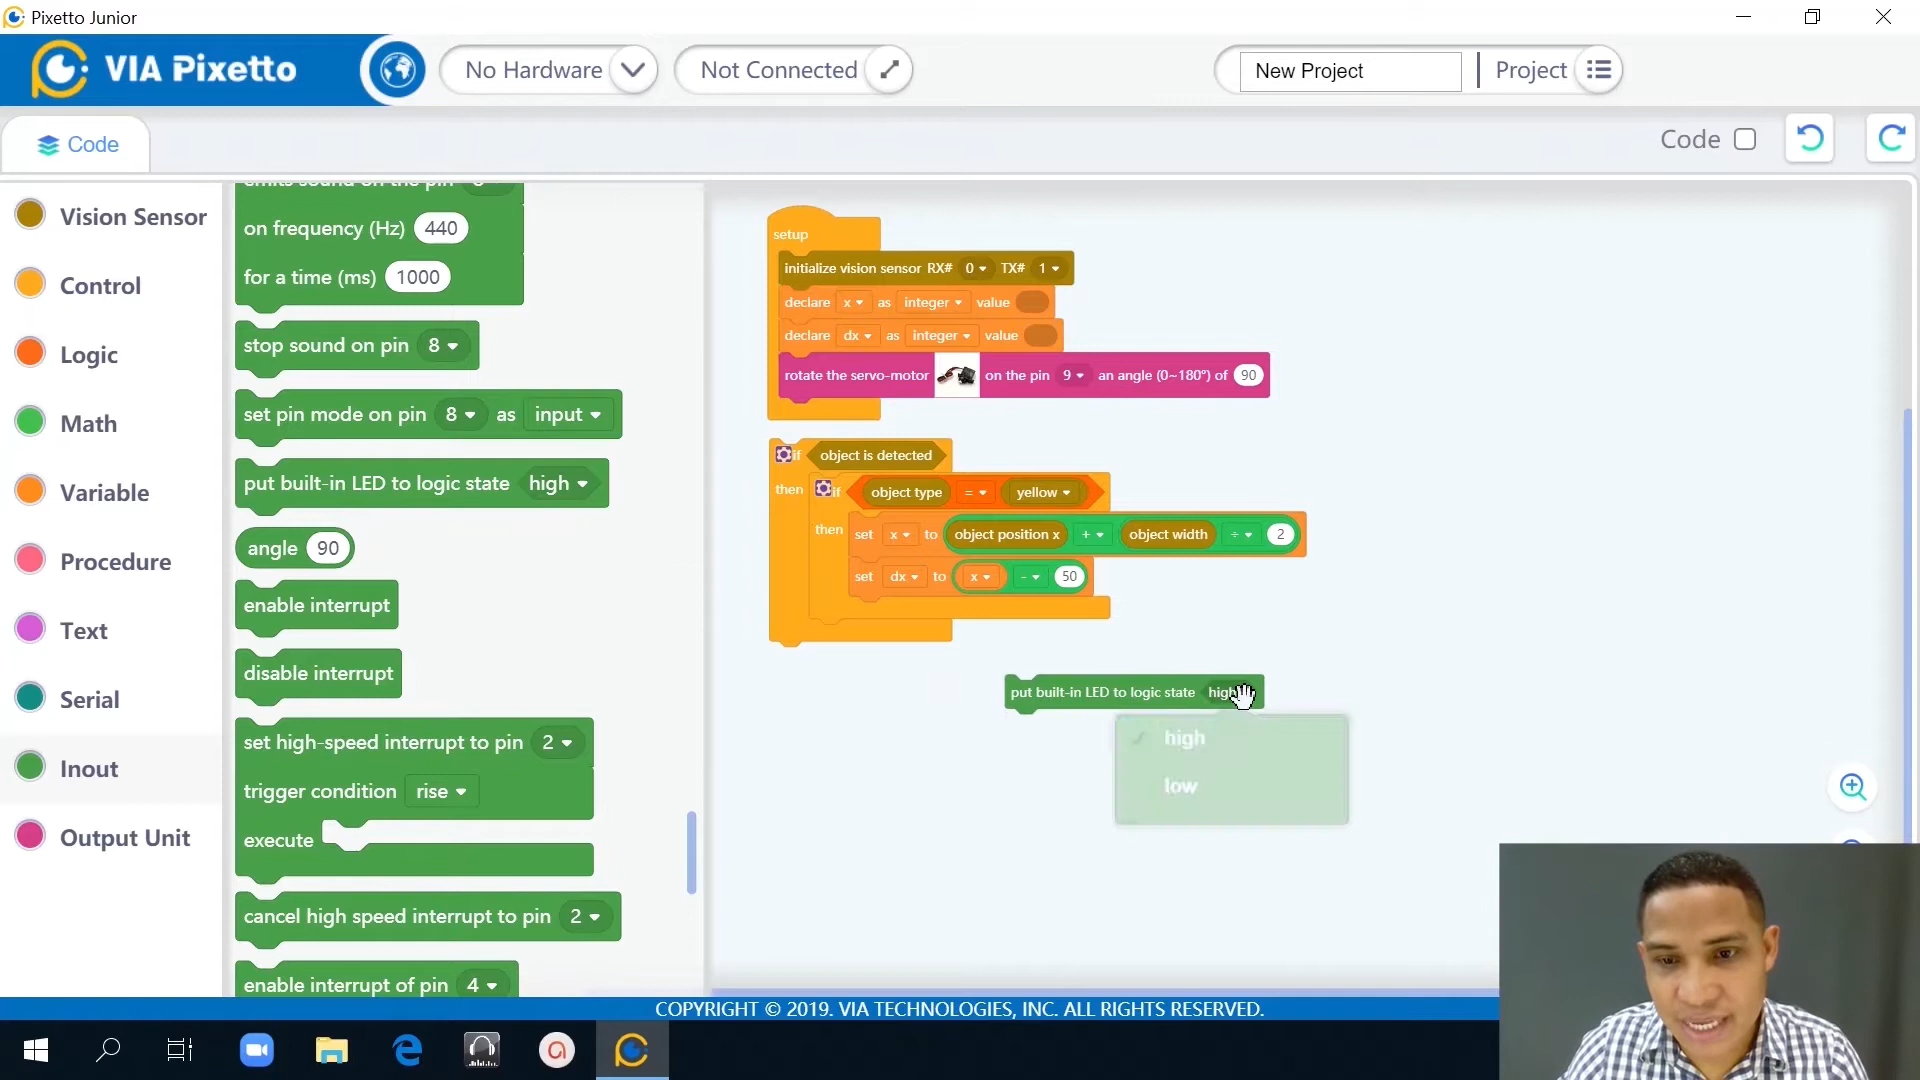 Pixetto Junior
VIA Pixetto
No Hardware
Not Connected
New Project
Project
Code
Code
Vision Sensor
Control
Logic
Math
Variable
Procedure
Text
Serial
Inout
Output Unit
emits sound on the pin
on frequency (Hz) 440
for a time (ms) 1000
stop sound on pin 8
set pin mode on pin 8 as input
put built-in LED to logic state high
angle 90
enable interrupt
disable interrupt
set high-speed interrupt to pin 2
trigger condition rise
execute
cancel high speed interrupt to pin 2
enable interrupt of pin 4
setup
initialize vision sensor RX# 0 TX# 1
declare x as integer value
declare dx as integer value
rotate the servo-motor on the pin 9 an angle (0~180°) of 90
if object is detected
then if object type = yellow
then set x to object position x + object width ÷ 2
set dx to x - 50
put built-in LED to logic state high
high
low
COPYRIGHT © 2019. VIA TECHNOLOGIES, INC. ALL RIGHTS RESERVED.